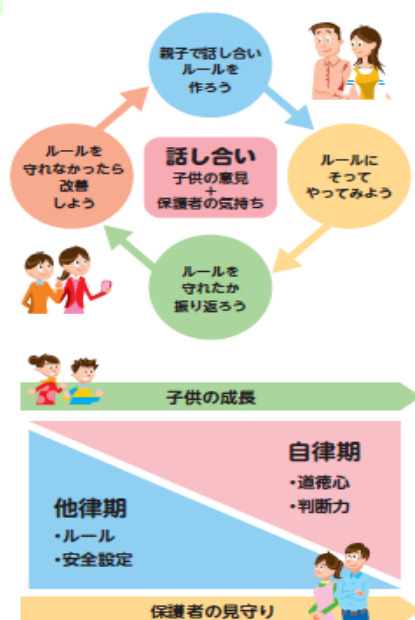 親子で話し合い
ルールを
作ろう
ルールに
そって
やってみよう
ルールを
守れたか
振り返ろう
ルールを
守れなかったら
改善
しよう
話し合い
子供の意見
+
保護者の気持ち
子供の成長
自律期
・道徳心
・判断力
他律期
・ルール
・安全設定
保護者の見守り